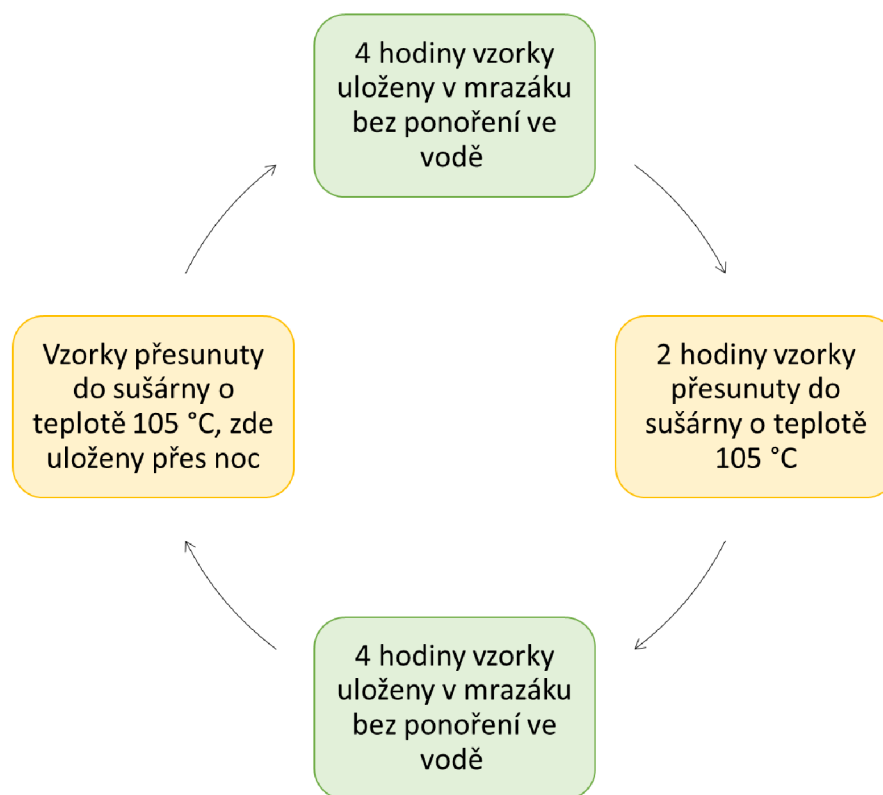 4 hodiny vzorky
uloženy v mrazáku
bez ponoření ve
vodě
Vzorky přesunuty
do sušárny o
teplotě 105 °C, zde
uloženy přes noc
2 hodiny vzorky
přesunuty do
sušárny o teplotě
105 °C
4 hodiny vzorky
uloženy v mrazáku
bez ponoření ve
vodě